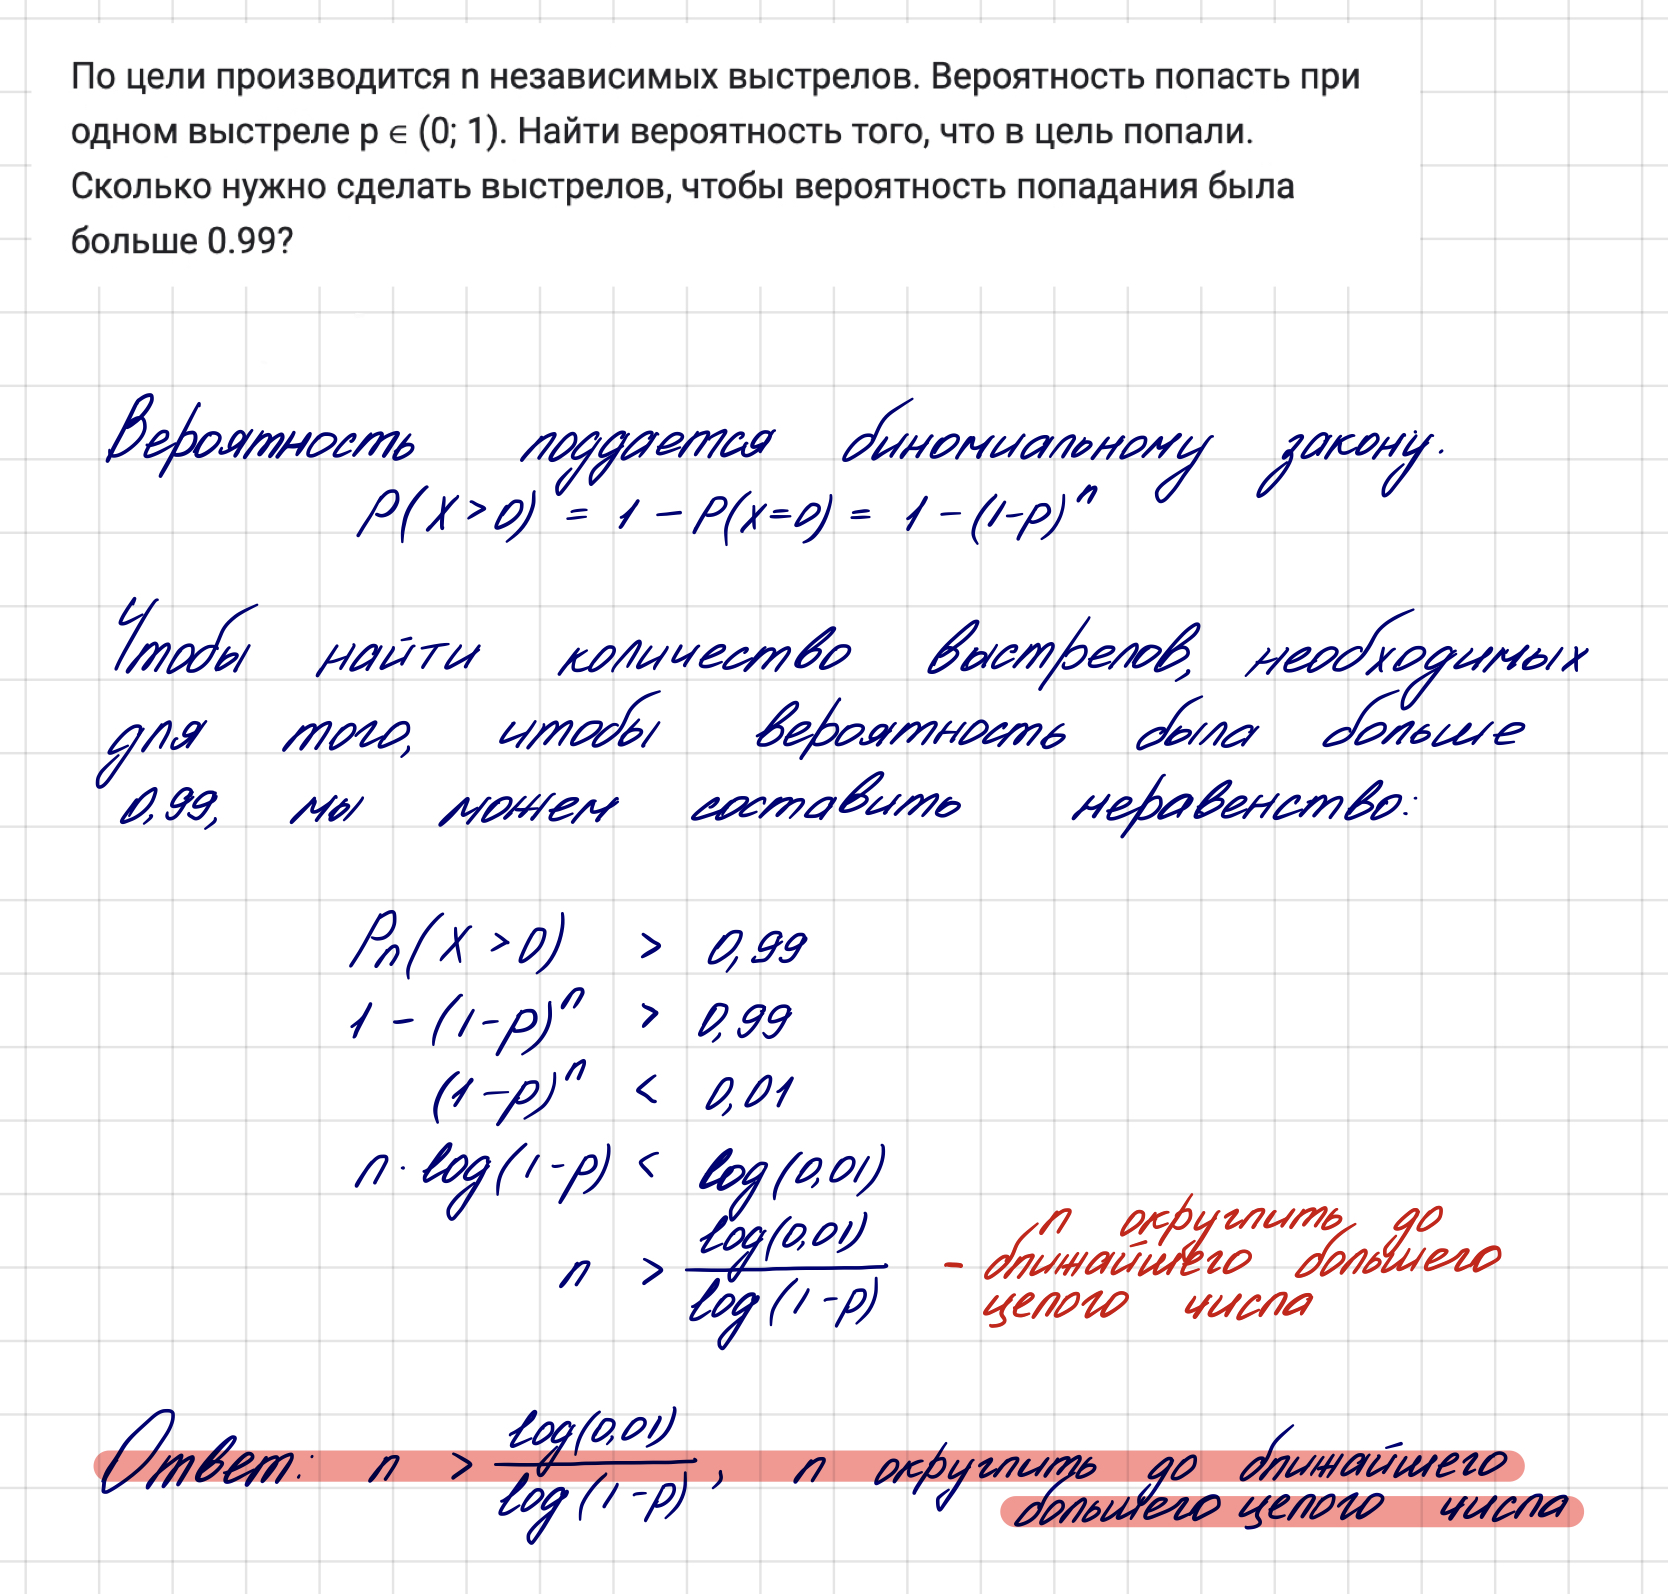 По цели производится n независимых выстрелов. Вероятность попасть при
одном выстреле p ∈ (0; 1). Найти вероятность того, что в цель попали.
Сколько нужно сделать выстрелов, чтобы вероятность попадания была
больше 0.99?
Вероятность поддается биномиальному закону.
P(X>0) = 1 - P(x=0) = 1 - (1-p)^n
Чтобы найти количество выстрелов, необходимых
для того, чтобы вероятность была больше
0,99, мы можем составить неравенство:
P_n(X>0) > 0,99
1 - (1-p)^n > 0,99
(1-p)^n < 0,01
n · log(1-p) < log(0,01)
n > log(0,01) / log(1-p) - n округлить до
ближайшего большего
целого числа
Ответ: n > log(0,01) / log(1-p), n округлить до ближайшего
большего целого числа